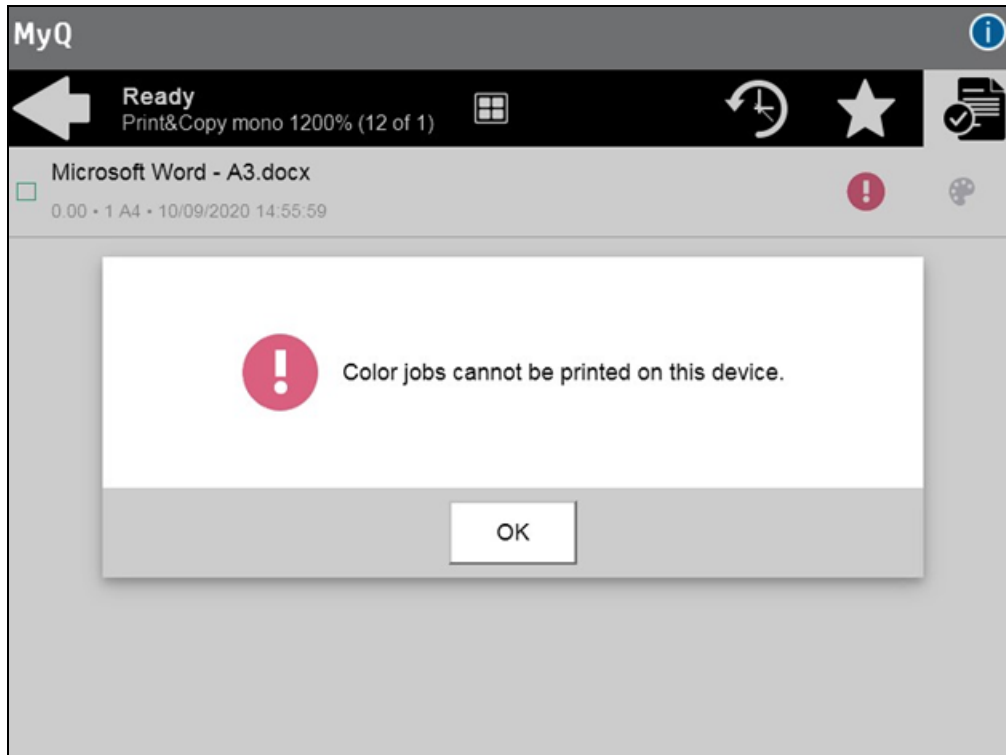 MyQ
Ready
Print&Copy mono 1200% (12 of 1)
Microsoft Word - A3.docx
0.00 • 1 A4 • 10/09/2020 14:55:59
Color jobs cannot be printed on this device.
OK